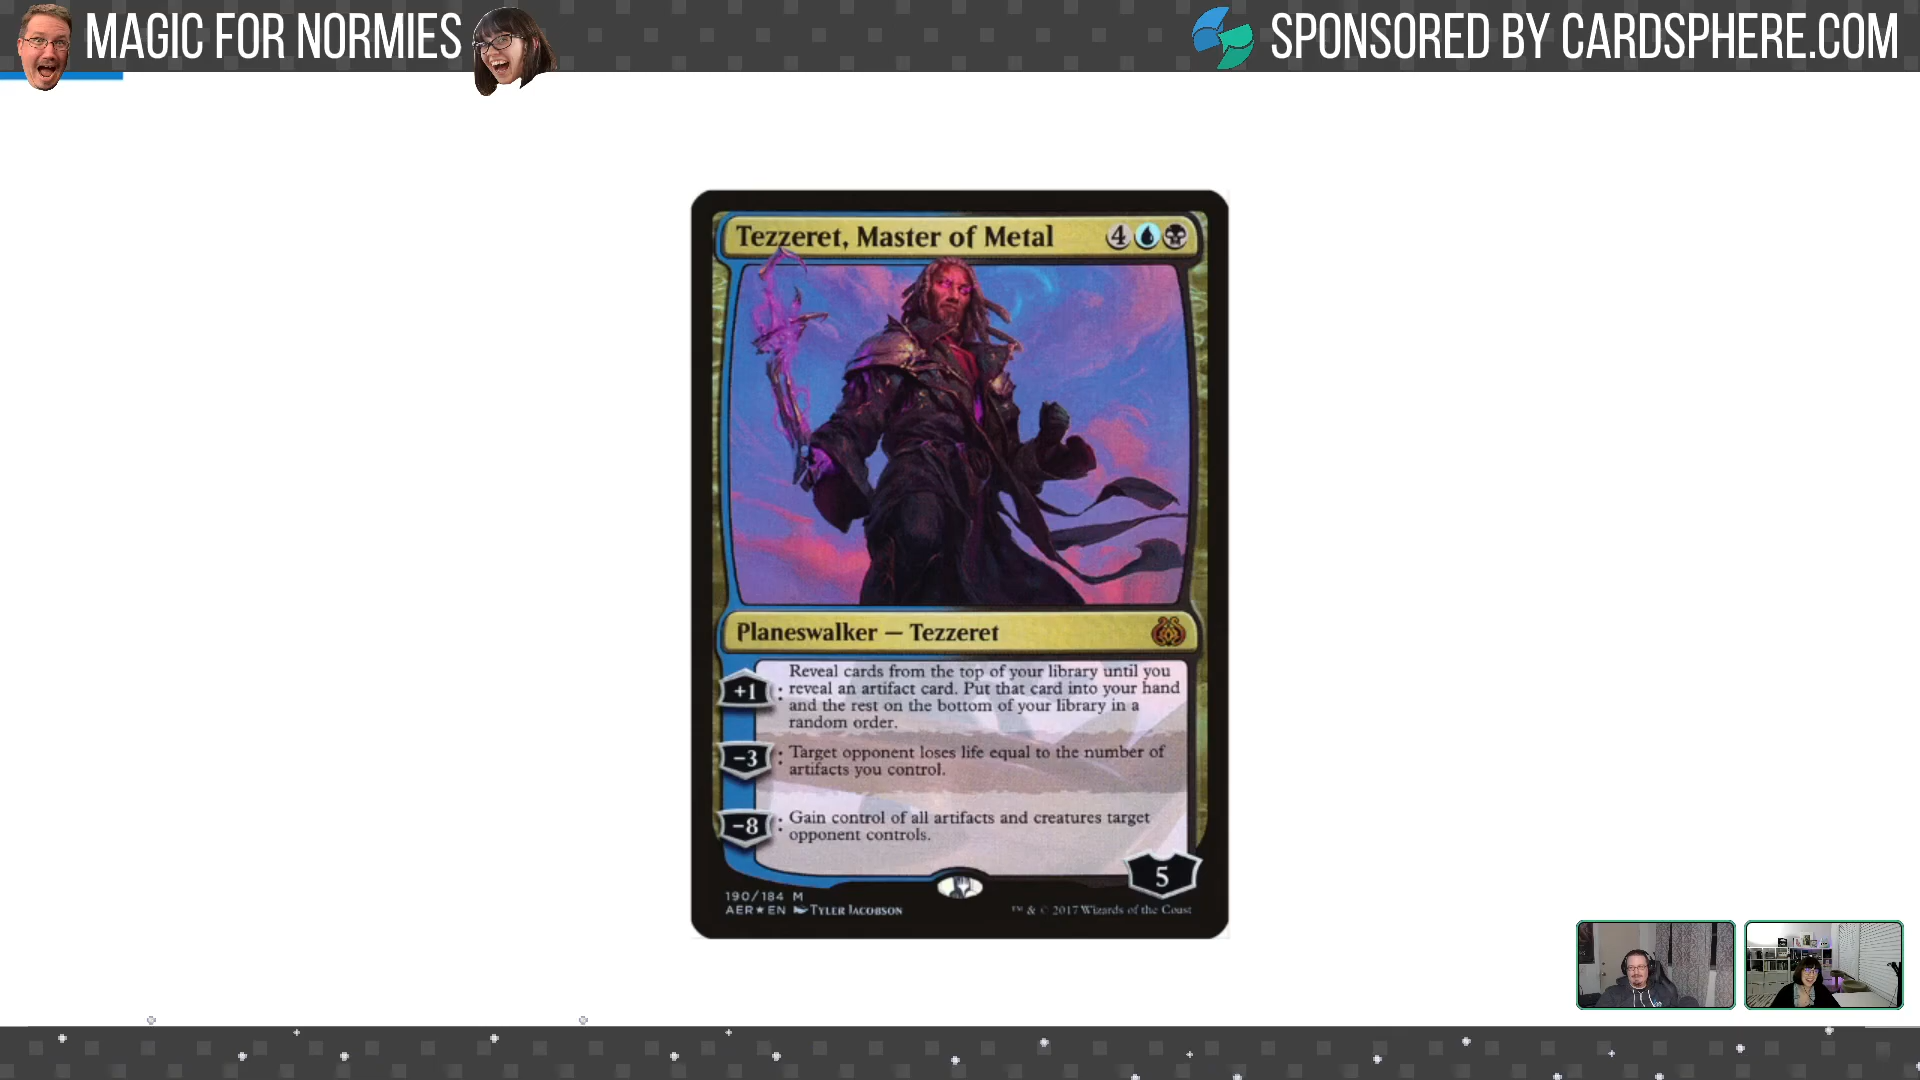 MAGIC FOR NORMIES
SPONSORED BY CARDSPHERE.COM
Tezzeret, Master of Metal 4
Planeswalker — Tezzeret
+1: Reveal cards from the top of your library until you
reveal an artifact card. Put that card into your hand
and the rest on the bottom of your library in a
random order.
−3: Target opponent loses life equal to the number of
artifacts you control.
−8: Gain control of all artifacts and creatures target
opponent controls.
5
190/184 M
AER★EN Tyler Jacobson
™ & © 2017 Wizards of the Coast